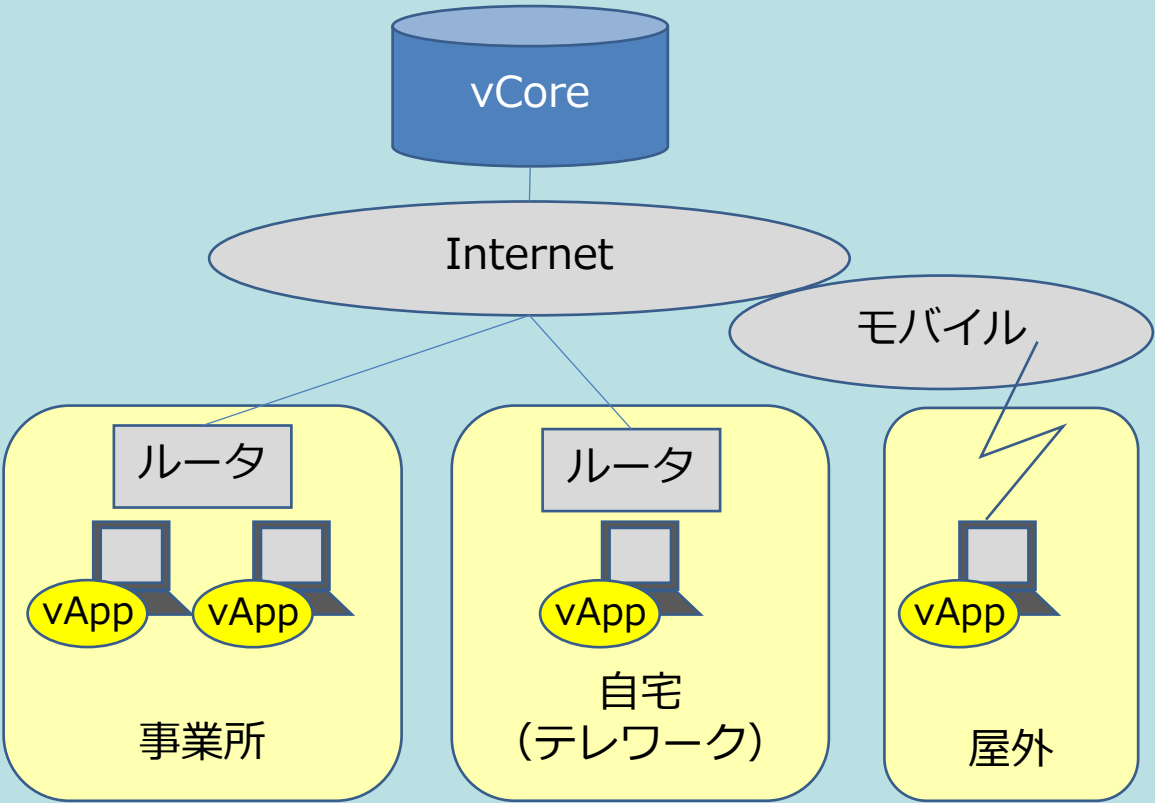 vCore
Internet
モバイル
ルータ
ルータ
vApp
vApp
vApp
vApp
事業所
自宅
（テレワーク）
屋外